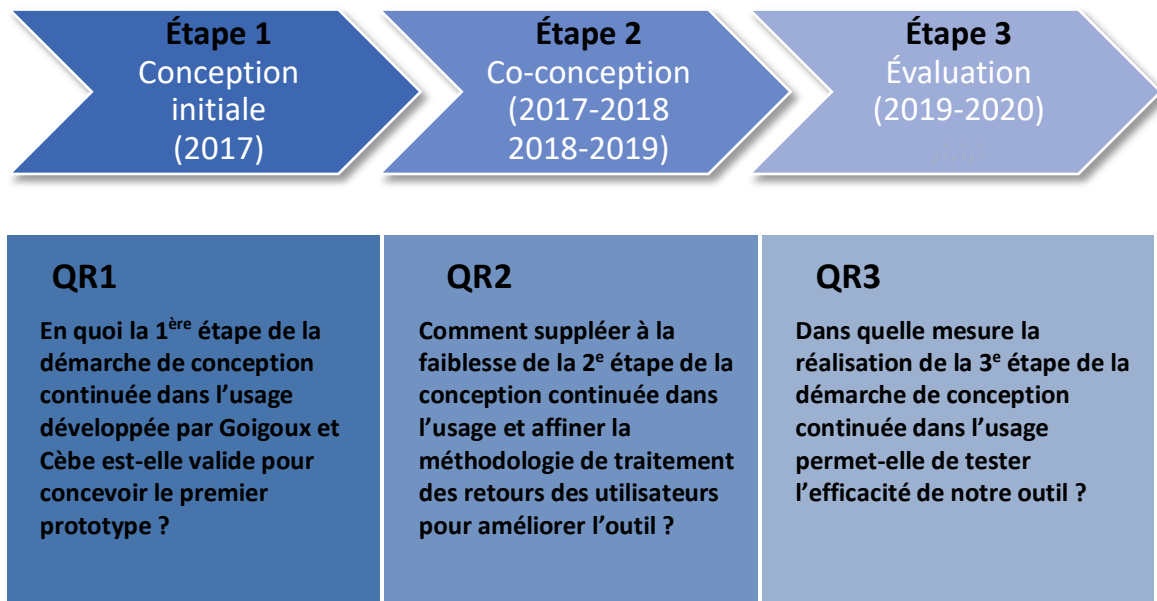 Étape 1
Conception
initiale
(2017)
Étape 2
Co-conception
(2017-2018
2018-2019)
Étape 3
Évaluation
(2019-2020)
QR1
En quoi la 1ère étape de la
démarche de conception
continuée dans l’usage
développée par Goigoux et
Cèbe est-elle valide pour
concevoir le premier
prototype ?
QR2
Comment suppléer à la
faiblesse de la 2e étape de la
conception continuée dans
l’usage et affiner la
méthodologie de traitement
des retours des utilisateurs
pour améliorer l’outil ?
QR3
Dans quelle mesure la
réalisation de la 3e étape de la
démarche de conception
continuée dans l’usage
permet-elle de tester
l’efficacité de notre outil ?